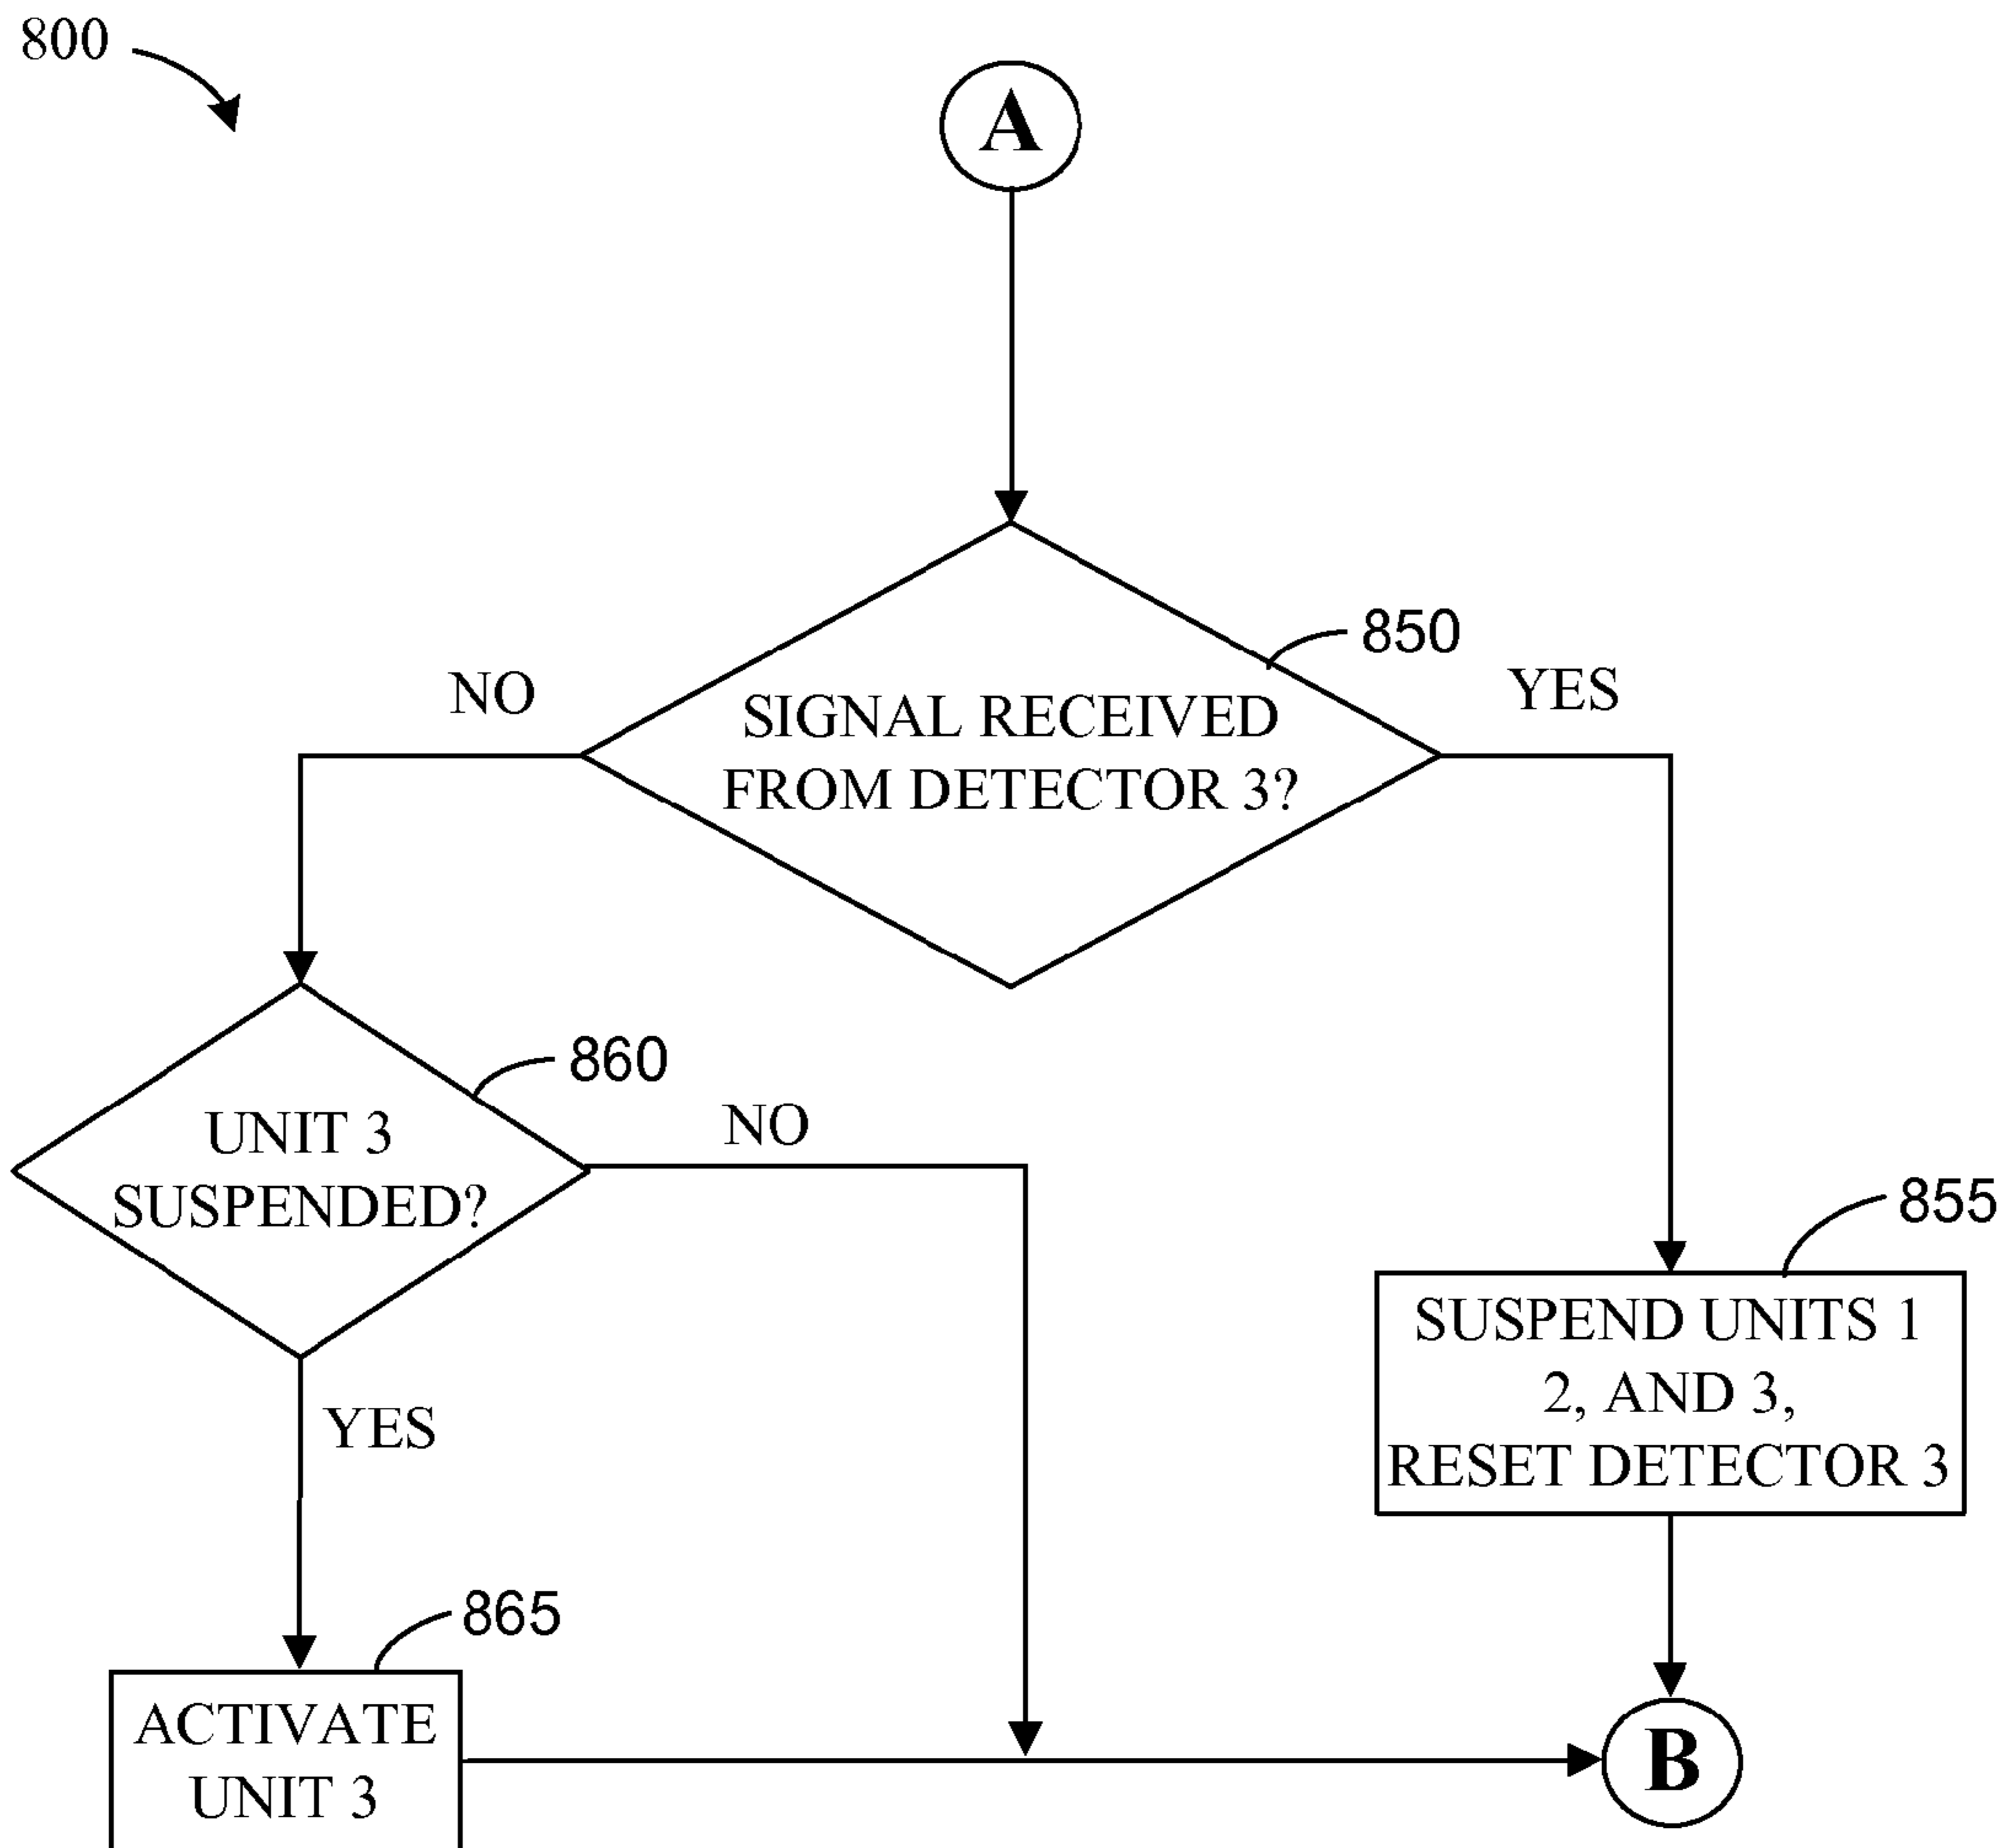 800
A
850
NO
YES
SIGNAL RECEIVED
FROM DETECTOR 3?
860
UNIT 3
SUSPENDED?
NO
855
SUSPEND UNITS 1
2, AND 3,
RESET DETECTOR 3
YES
865
ACTIVATE
UNIT 3
B